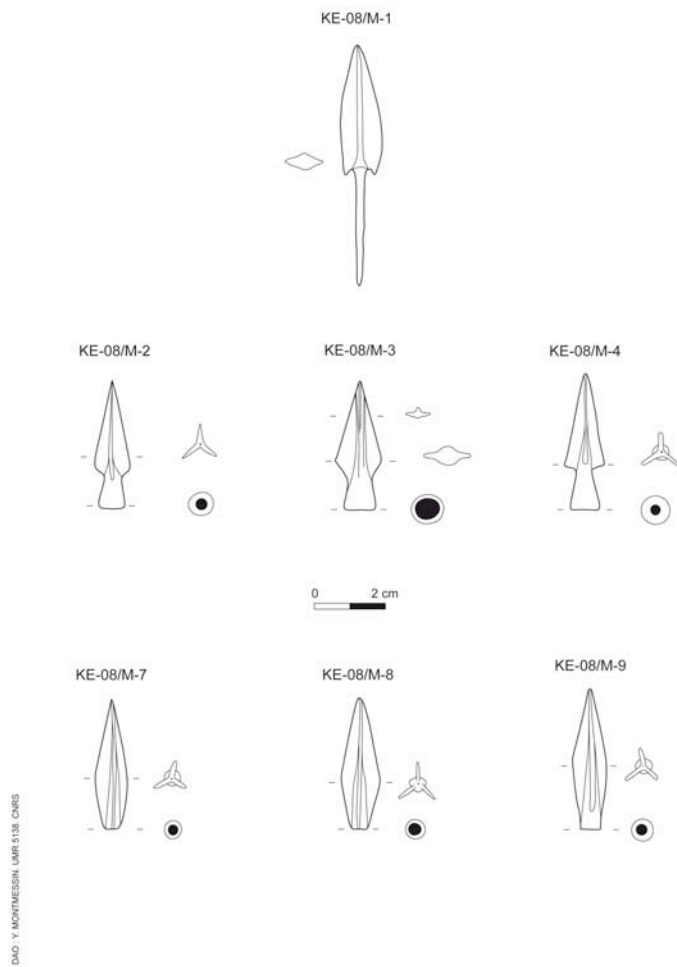 KE-08/M-1
KE-08/M-2
KE-08/M-3
KE-08/M-4
0 2 cm
KE-08/M-7
KE-08/M-8
KE-08/M-9
DAO : Y. MONTMESSIN. UMR 5138. CNRS